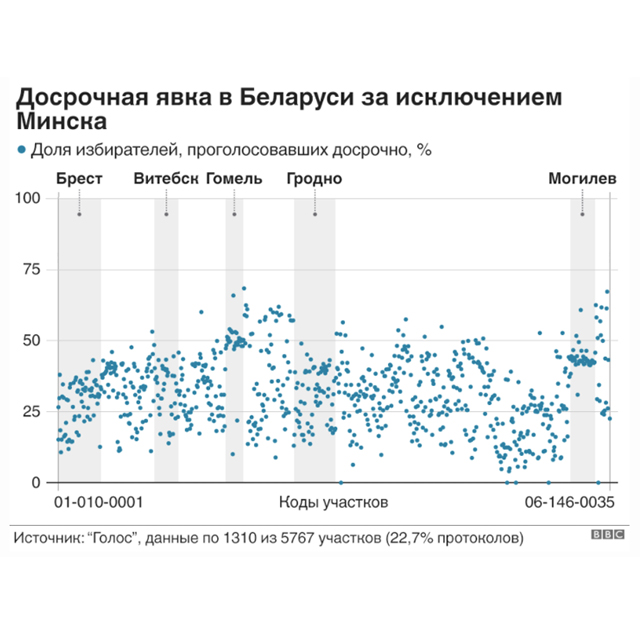 Досрочная явка в Беларуси за исключением
Минска
Доля избирателей, проголосовавших досрочно, %
Брест Витебск Гомель Гродно Могилев
100
75
50
25
0
01-010-0001 Коды участков 06-146-0035
Источник: “Голос”, данные по 1310 из 5767 участков (22,7% протоколов) BBC